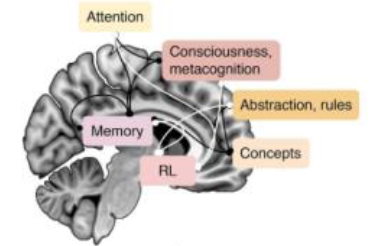 Attention
Consciousness,
metacognition
Abstraction, rules
Memory
Concepts
RL